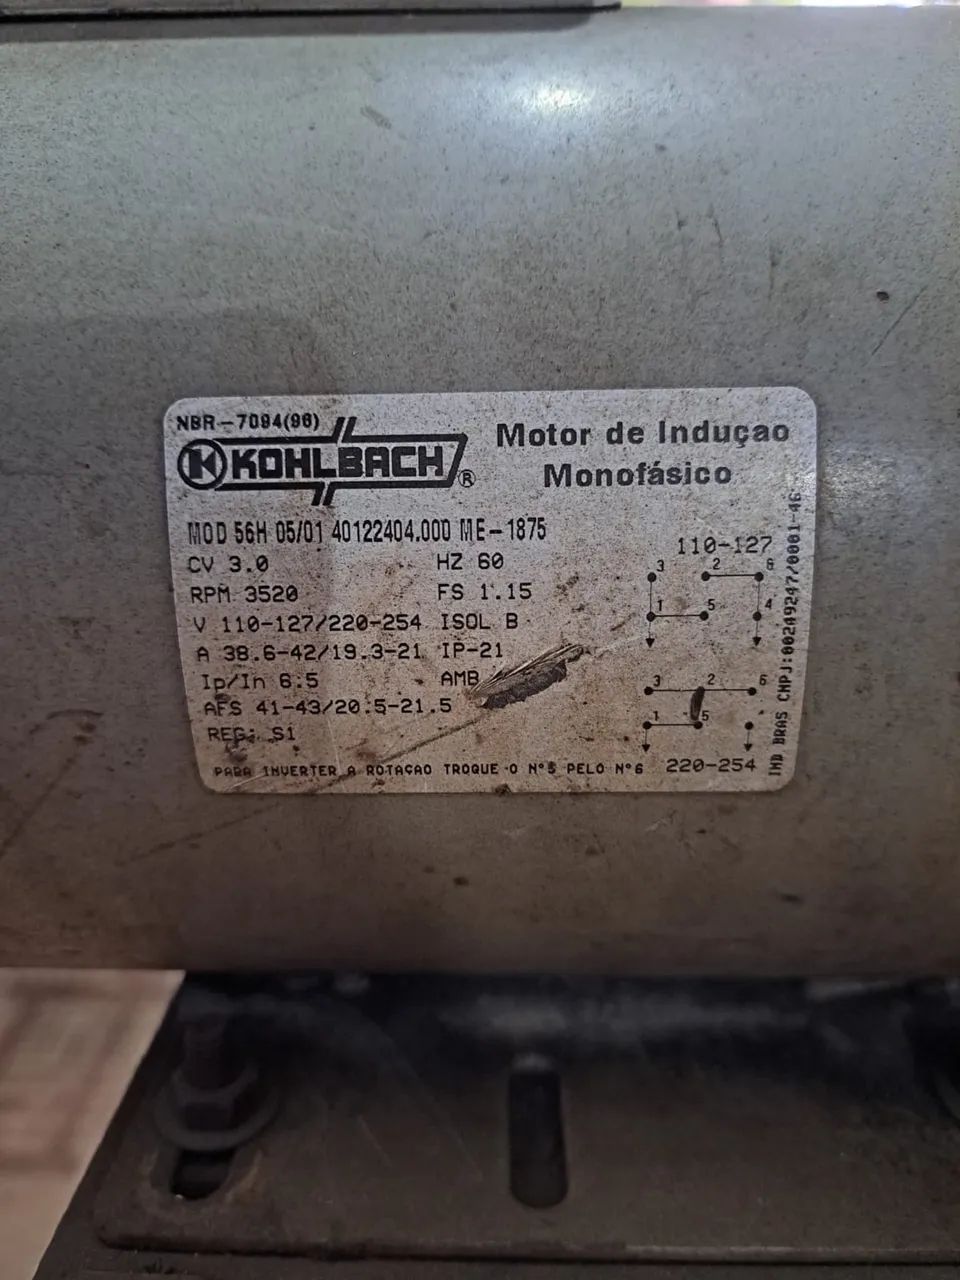 NBR-7094(96)
KOHLBACH®
Motor de Induçao
Monofásico
MOD 56H 05/01 40122404.000 ME-1875
CV 3.0 HZ 60
RPM 3520 FS 1.15
V 110-127/220-254 ISOL B
A 38.6-42/19.3-21 IP-21
Ip/In 6.5 AMB
AFS 41-43/20.5-21.5
REG. S1
PARA INVERTER A ROTAÇAO TROQUE O Nº5 PELO Nº6
110-127
3 2 6
1 5 4
3 2 6
1 5
220-254
IND BRAS CNPJ:00249247/0001-46